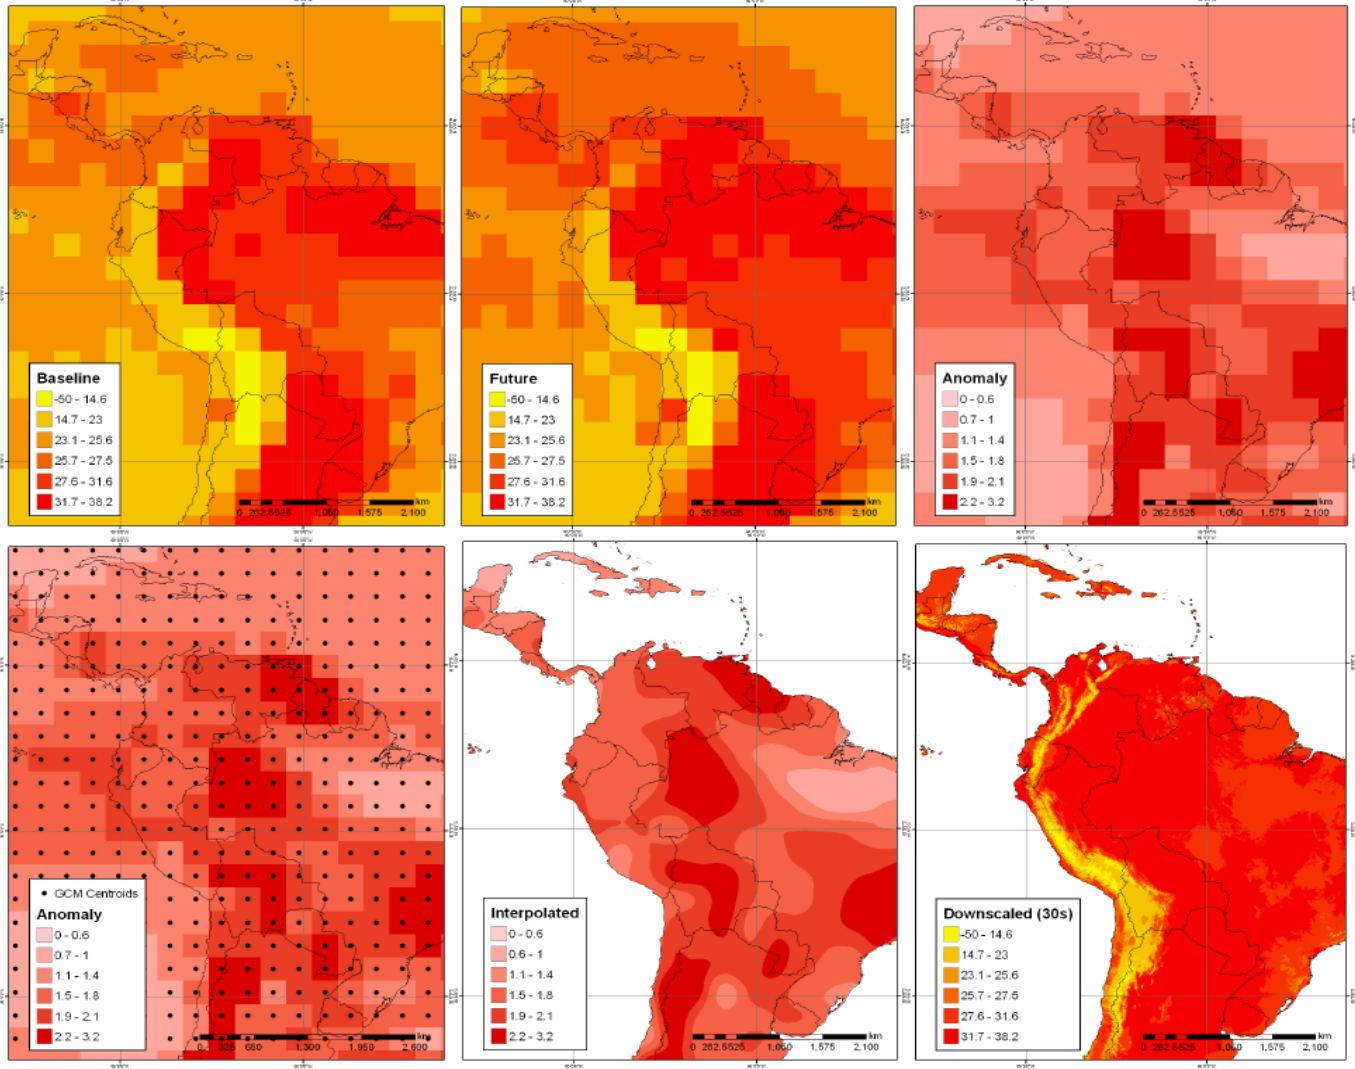 Baseline
-50 - 14.6
14.7 - 23
23.1 - 25.6
25.7 - 27.5
27.6 - 31.6
31.7 - 38.2
km
0 262.5525 1,050 1,575 2,100
Future
-50 - 14.6
14.7 - 23
23.1 - 25.6
25.7 - 27.5
27.6 - 31.6
31.7 - 38.2
km
0 262.5525 1,050 1,575 2,100
Anomaly
0 - 0.6
0.7 - 1
1.1 - 1.4
1.5 - 1.8
1.9 - 2.1
2.2 - 3.2
km
0 262.5525 1,050 1,575 2,100
GCM Centroids
Anomaly
0 - 0.6
0.7 - 1
1.1 - 1.4
1.5 - 1.8
1.9 - 2.1
2.2 - 3.2
km
0 325 650 1,300 1,950 2,600
Interpolated
0 - 0.6
0.6 - 1
1.1 - 1.4
1.5 - 1.8
1.9 - 2.1
2.2 - 3.2
km
0 262.5525 1,050 1,575 2,100
Downscaled (30s)
-50 - 14.6
14.7 - 23
23.1 - 25.6
25.7 - 27.5
27.6 - 31.6
31.7 - 38.2
km
0 262.5525 1,050 1,575 2,100